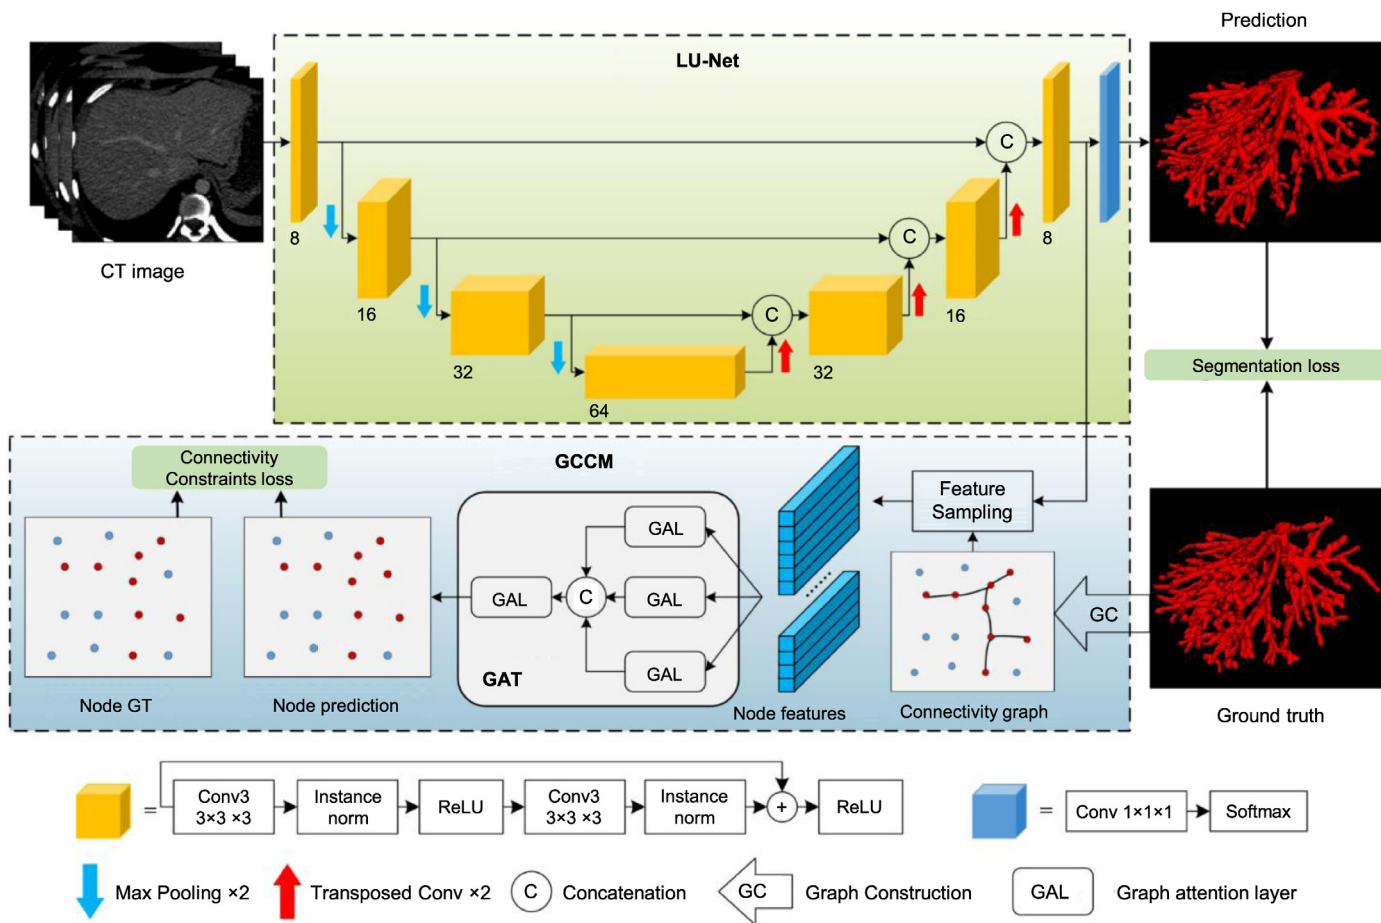 Prediction
LU-Net
C
8
8
C
CT image
16
16
C
32
32
64
Segmentation loss
Connectivity
Constraints loss
GCCM
Feature
Sampling
GAL
GAL
C
GAL
GAL
GAT
GC
Node GT
Node prediction
Node features
Connectivity graph
Ground truth
=
Conv3
3×3 ×3
Instance
norm
ReLU
Conv3
3×3 ×3
Instance
norm
+
ReLU
=
Conv 1×1×1
Softmax
Max Pooling ×2
Transposed Conv ×2
C
Concatenation
GC
Graph Construction
GAL
Graph attention layer